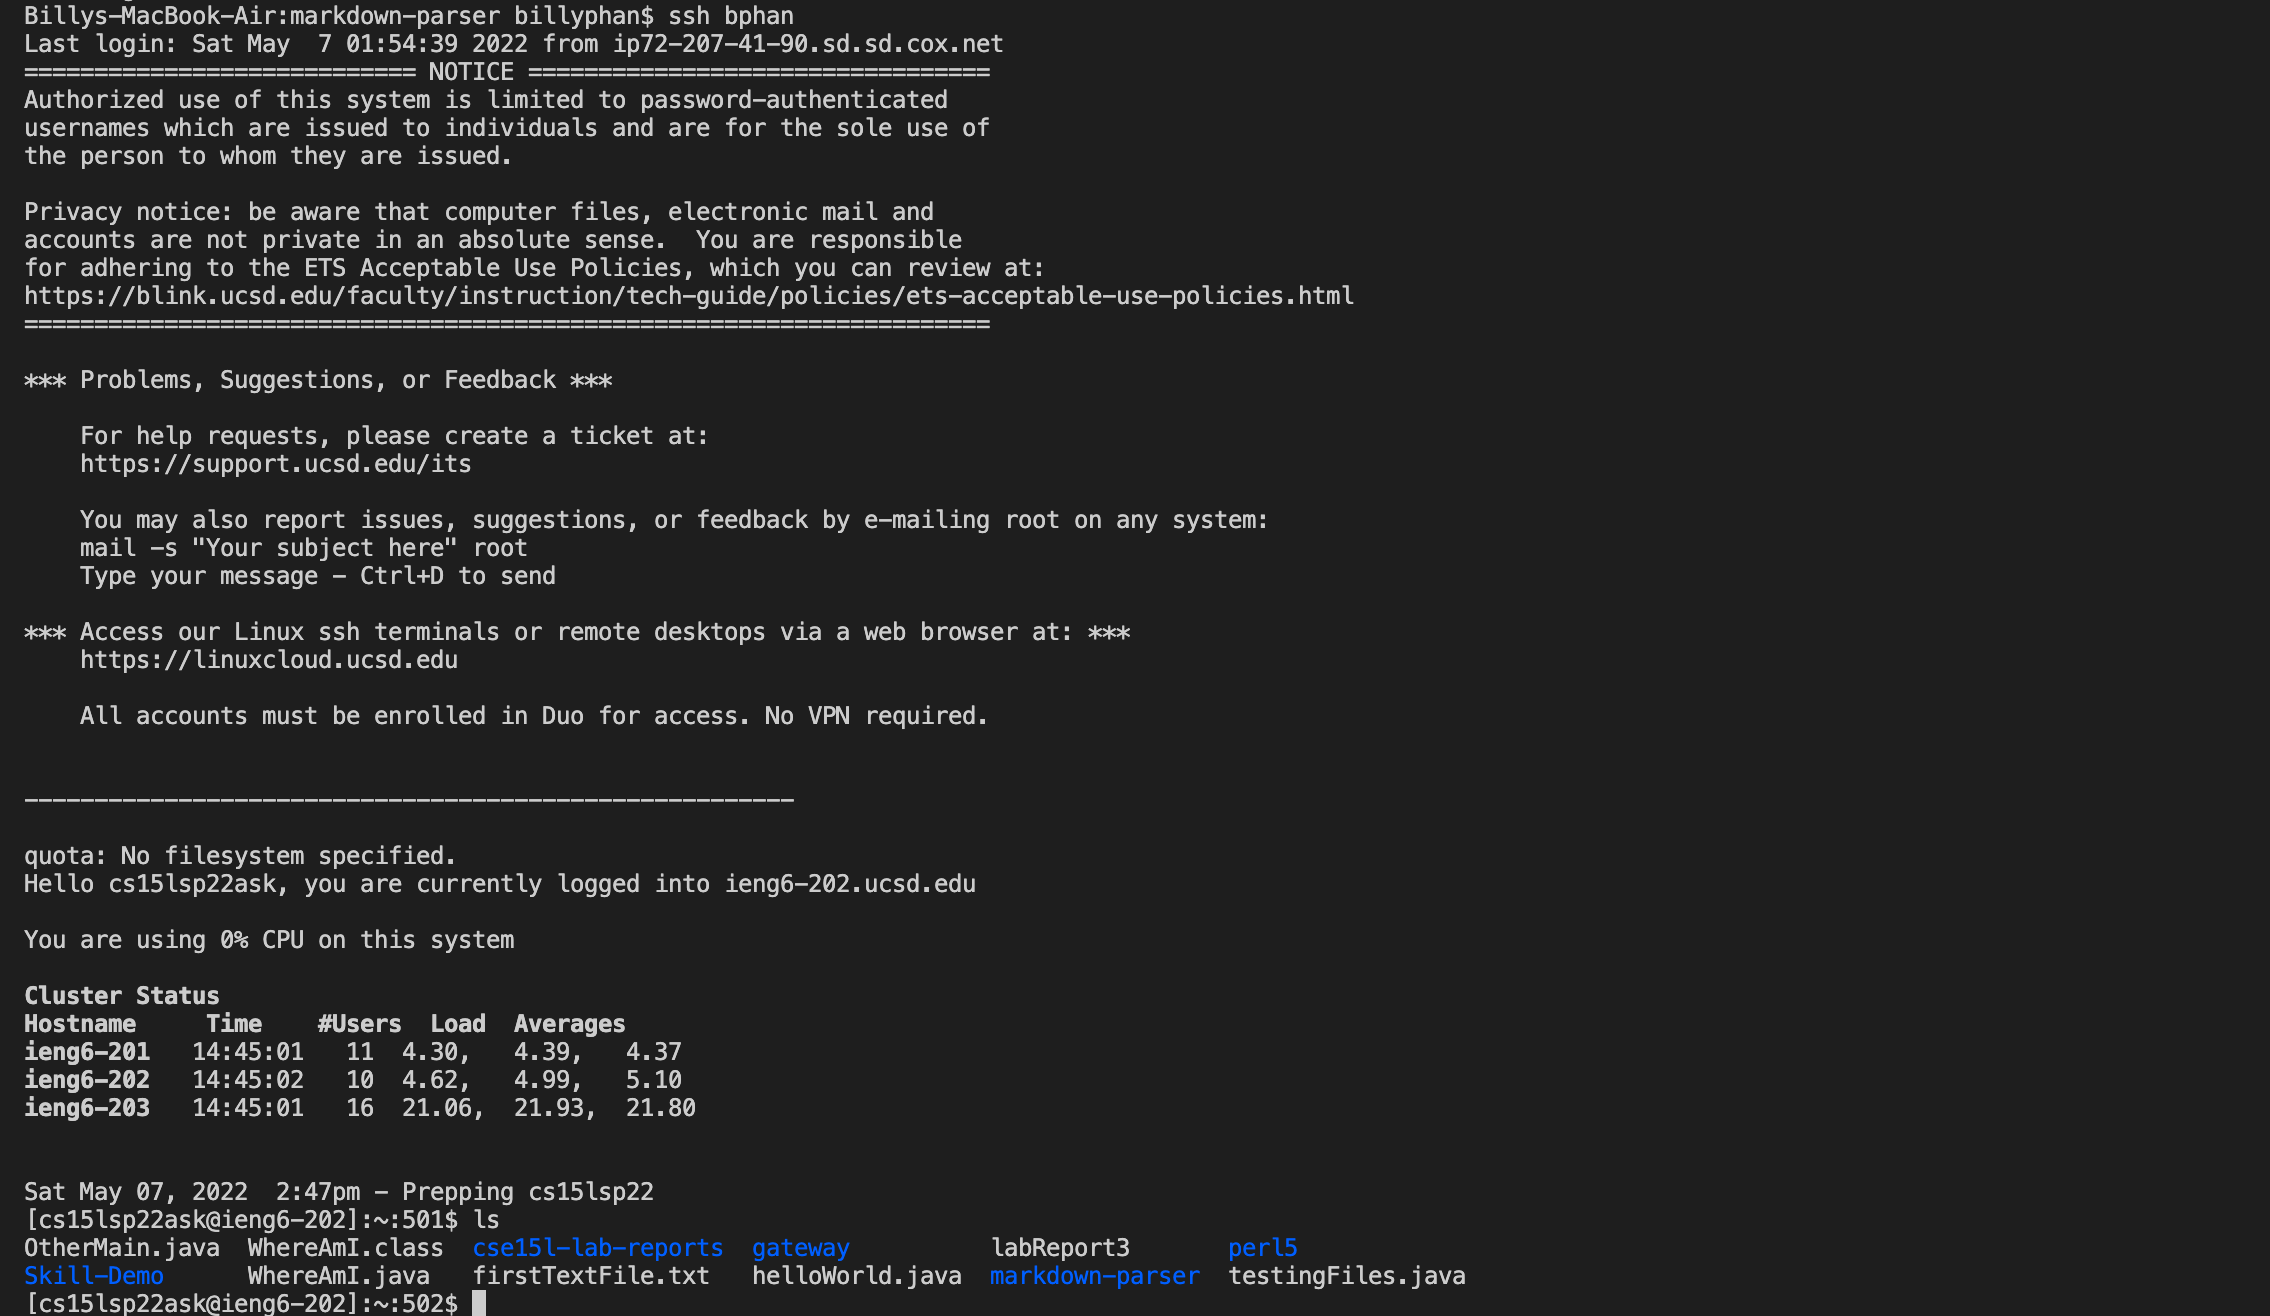 Billys-MacBook-Air:markdown-parser billyphan$ ssh bphan
Last login: Sat May  7 01:54:39 2022 from ip72-207-41-90.sd.sd.cox.net
============================ NOTICE =================================
Authorized use of this system is limited to password-authenticated
usernames which are issued to individuals and are for the sole use of
the person to whom they are issued.

Privacy notice: be aware that computer files, electronic mail and
accounts are not private in an absolute sense.  You are responsible
for adhering to the ETS Acceptable Use Policies, which you can review at:
https://blink.ucsd.edu/faculty/instruction/tech-guide/policies/ets-acceptable-use-policies.html
=====================================================================

*** Problems, Suggestions, or Feedback ***

    For help requests, please create a ticket at:
    https://support.ucsd.edu/its

    You may also report issues, suggestions, or feedback by e-mailing root on any system:
    mail -s "Your subject here" root
    Type your message - Ctrl+D to send

*** Access our Linux ssh terminals or remote desktops via a web browser at: ***
    https://linuxcloud.ucsd.edu

    All accounts must be enrolled in Duo for access. No VPN required.


-------------------------------------------------------

quota: No filesystem specified.
Hello cs15lsp22ask, you are currently logged into ieng6-202.ucsd.edu

You are using 0% CPU on this system

Cluster Status
Hostname     Time    #Users  Load  Averages
ieng6-201   14:45:01   11  4.30,   4.39,   4.37
ieng6-202   14:45:02   10  4.62,   4.99,   5.10
ieng6-203   14:45:01   16  21.06,  21.93,  21.80


Sat May 07, 2022  2:47pm - Prepping cs15lsp22
[cs15lsp22ask@ieng6-202]:~:501$ ls
OtherMain.java  WhereAmI.class  cse15l-lab-reports  gateway          labReport3       perl5
Skill-Demo      WhereAmI.java   firstTextFile.txt   helloWorld.java  markdown-parser  testingFiles.java
[cs15lsp22ask@ieng6-202]:~:502$